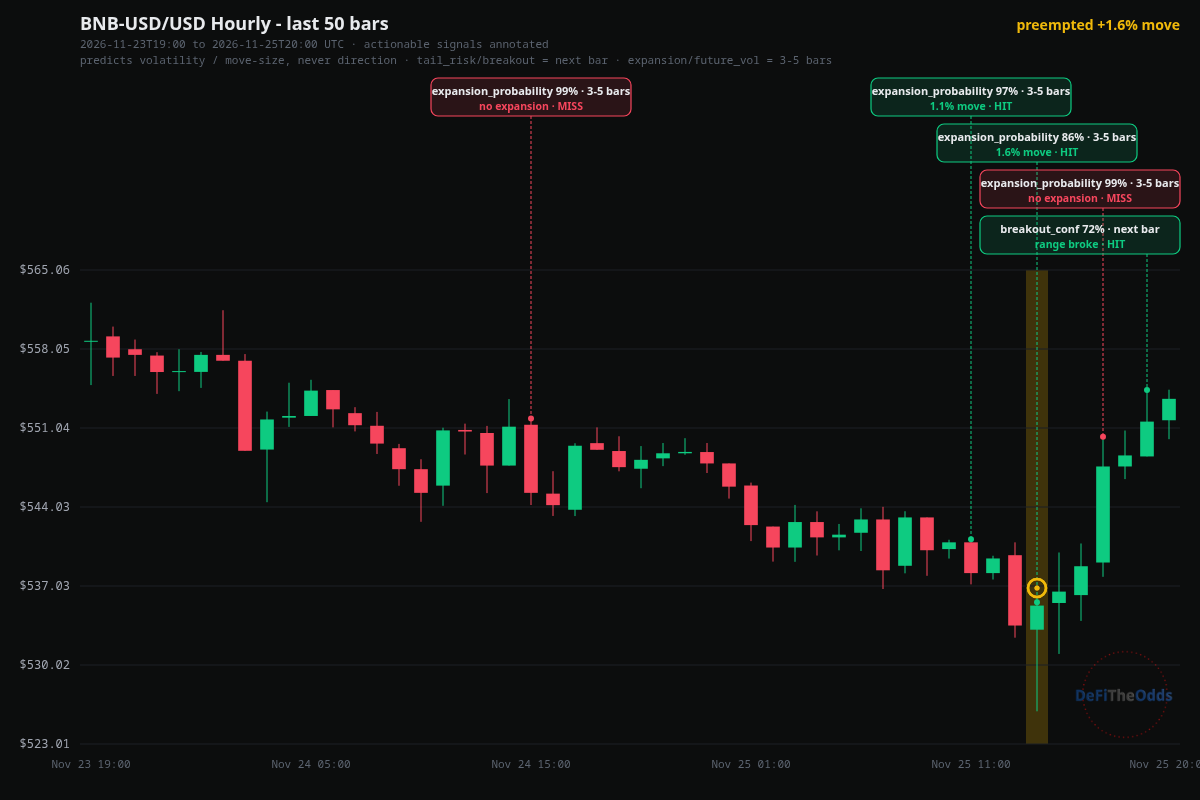 BNB-USD/USD Hourly - last 50 bars
preempted +1.6% move
2026-11-23T19:00 to 2026-11-25T20:00 UTC · actionable signals annotated
predicts volatility / move-size, never direction · tail_risk/breakout = next bar · expansion/future_vol = 3-5 bars
expansion_probability 99% · 3-5 bars
no expansion · MISS
expansion_probability 97% · 3-5 bars
1.1% move · HIT
expansion_probability 86% · 3-5 bars
1.6% move · HIT
expansion_probability 99% · 3-5 bars
no expansion · MISS
breakout_conf 72% · next bar
range broke · HIT
$565.06
$558.05
$551.04
$544.03
$537.03
$530.02
$523.01
DeFiTheOdds
Nov 23 19:00
Nov 24 05:00
Nov 24 15:00
Nov 25 01:00
Nov 25 11:00
Nov 25 20:0